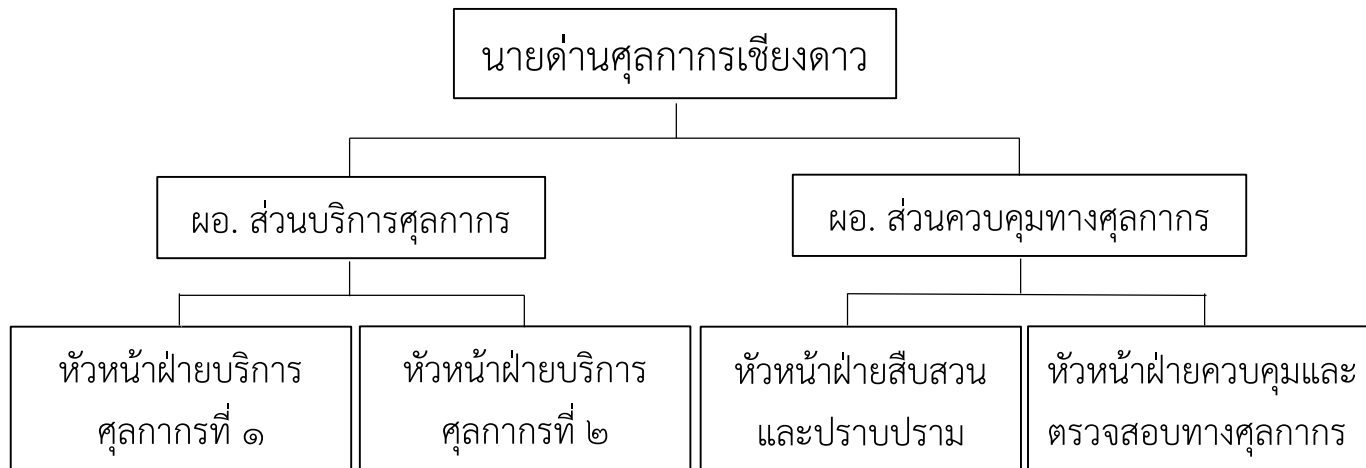 นายด่านศุลกากรเชียงดาว
ผอ. ส่วนบริการศุลกากร
ผอ. ส่วนควบคุมทางศุลกากร
หัวหน้าฝ่ายบริการ
ศุลกากรที่ ๑
หัวหน้าฝ่ายบริการ
ศุลกากรที่ ๒
หัวหน้าฝ่ายสืบสวน
และปราบปราม
หัวหน้าฝ่ายควบคุมและ
ตรวจสอบทางศุลกากร